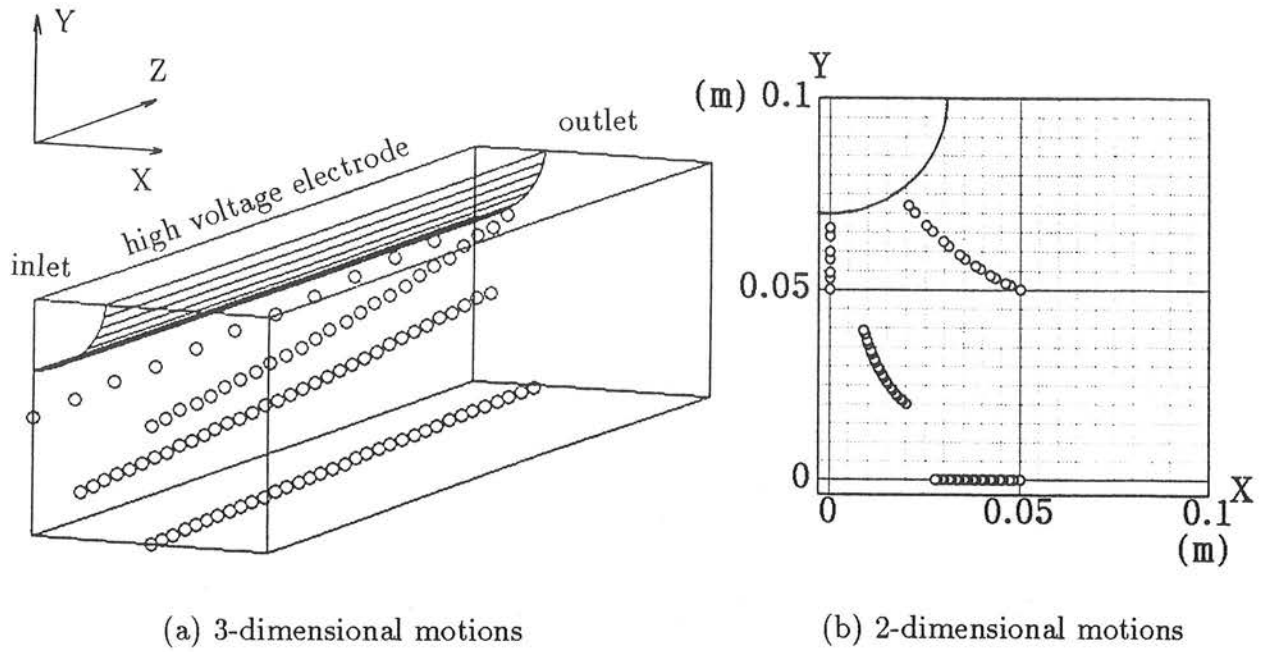 Y
Z
X
inlet
high voltage electrode
outlet
(a) 3-dimensional motions
Y
(m) 0.1
0.05
0
X
0 0.05 0.1
(m)
(b) 2-dimensional motions